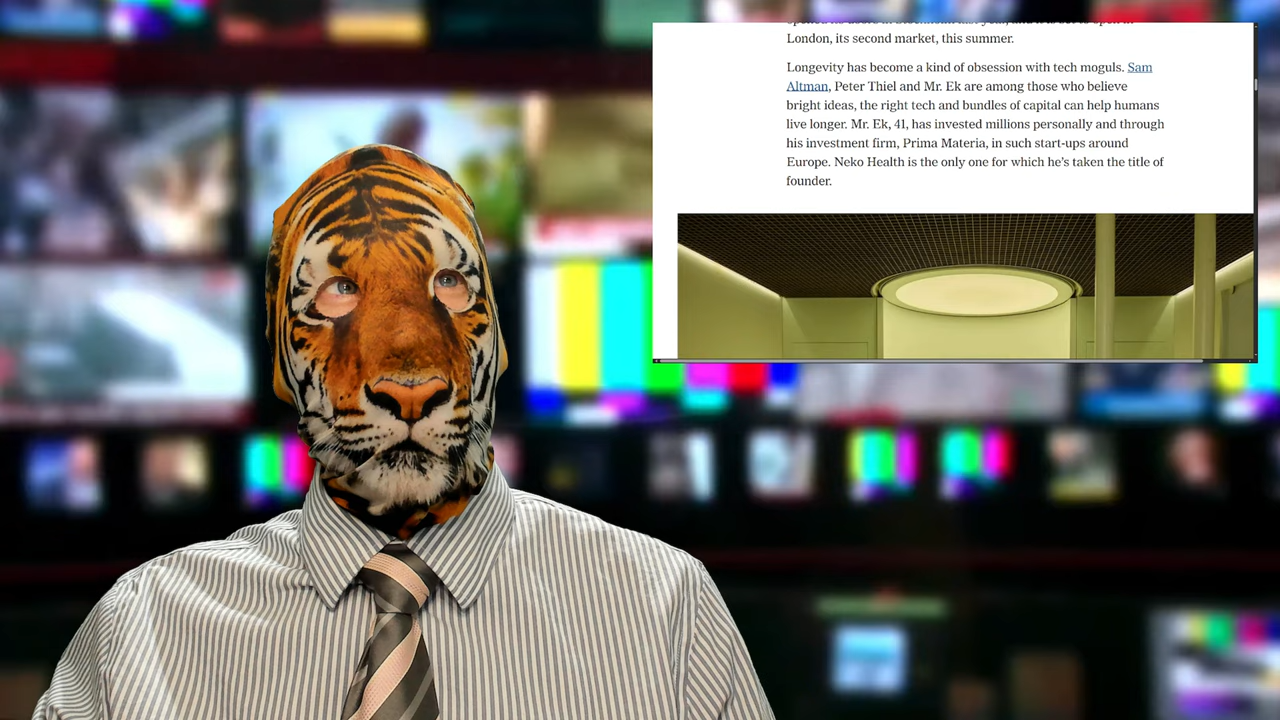 London, its second market, this summer.
Longevity has become a kind of obsession with tech moguls. Sam
Altman, Peter Thiel and Mr. Ek are among those who believe
bright ideas, the right tech and bundles of capital can help humans
live longer. Mr. Ek, 41, has invested millions personally and through
his investment firm, Prima Materia, in such start-ups around
Europe. Neko Health is the only one for which he’s taken the title of
founder.